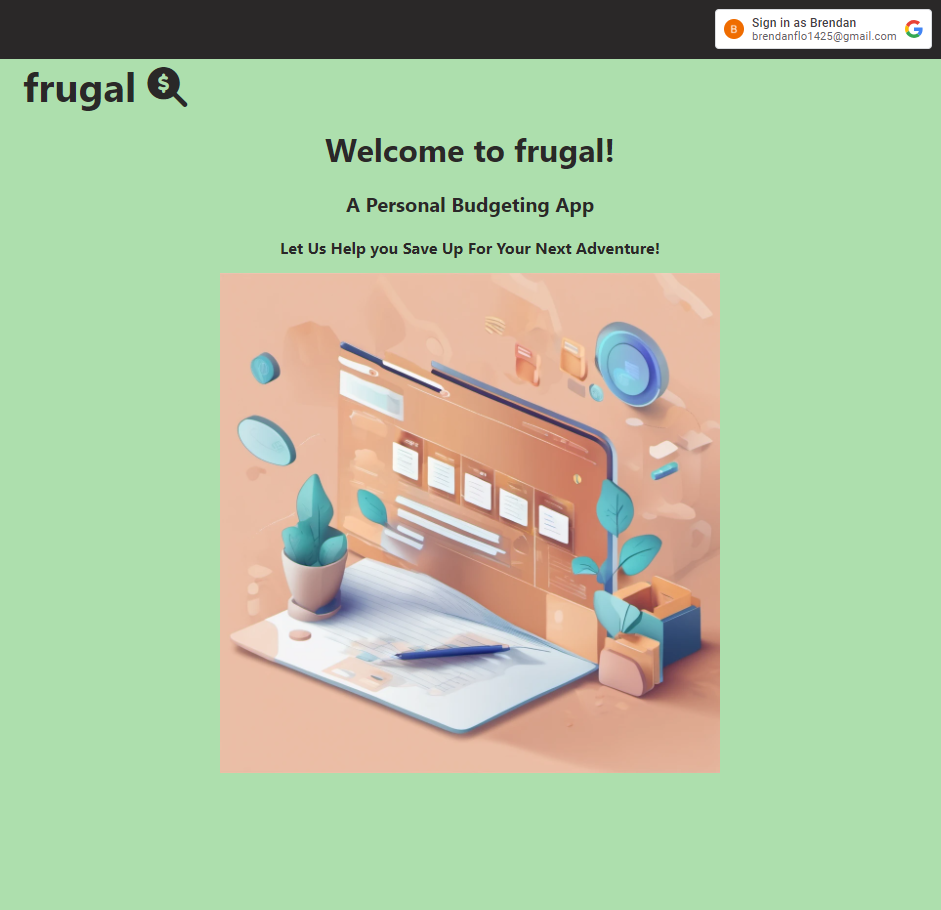 B
Sign in as Brendan
brendanflo1425@gmail.com
frugal
$
Welcome to frugal!
A Personal Budgeting App
Let Us Help you Save Up For Your Next Adventure!